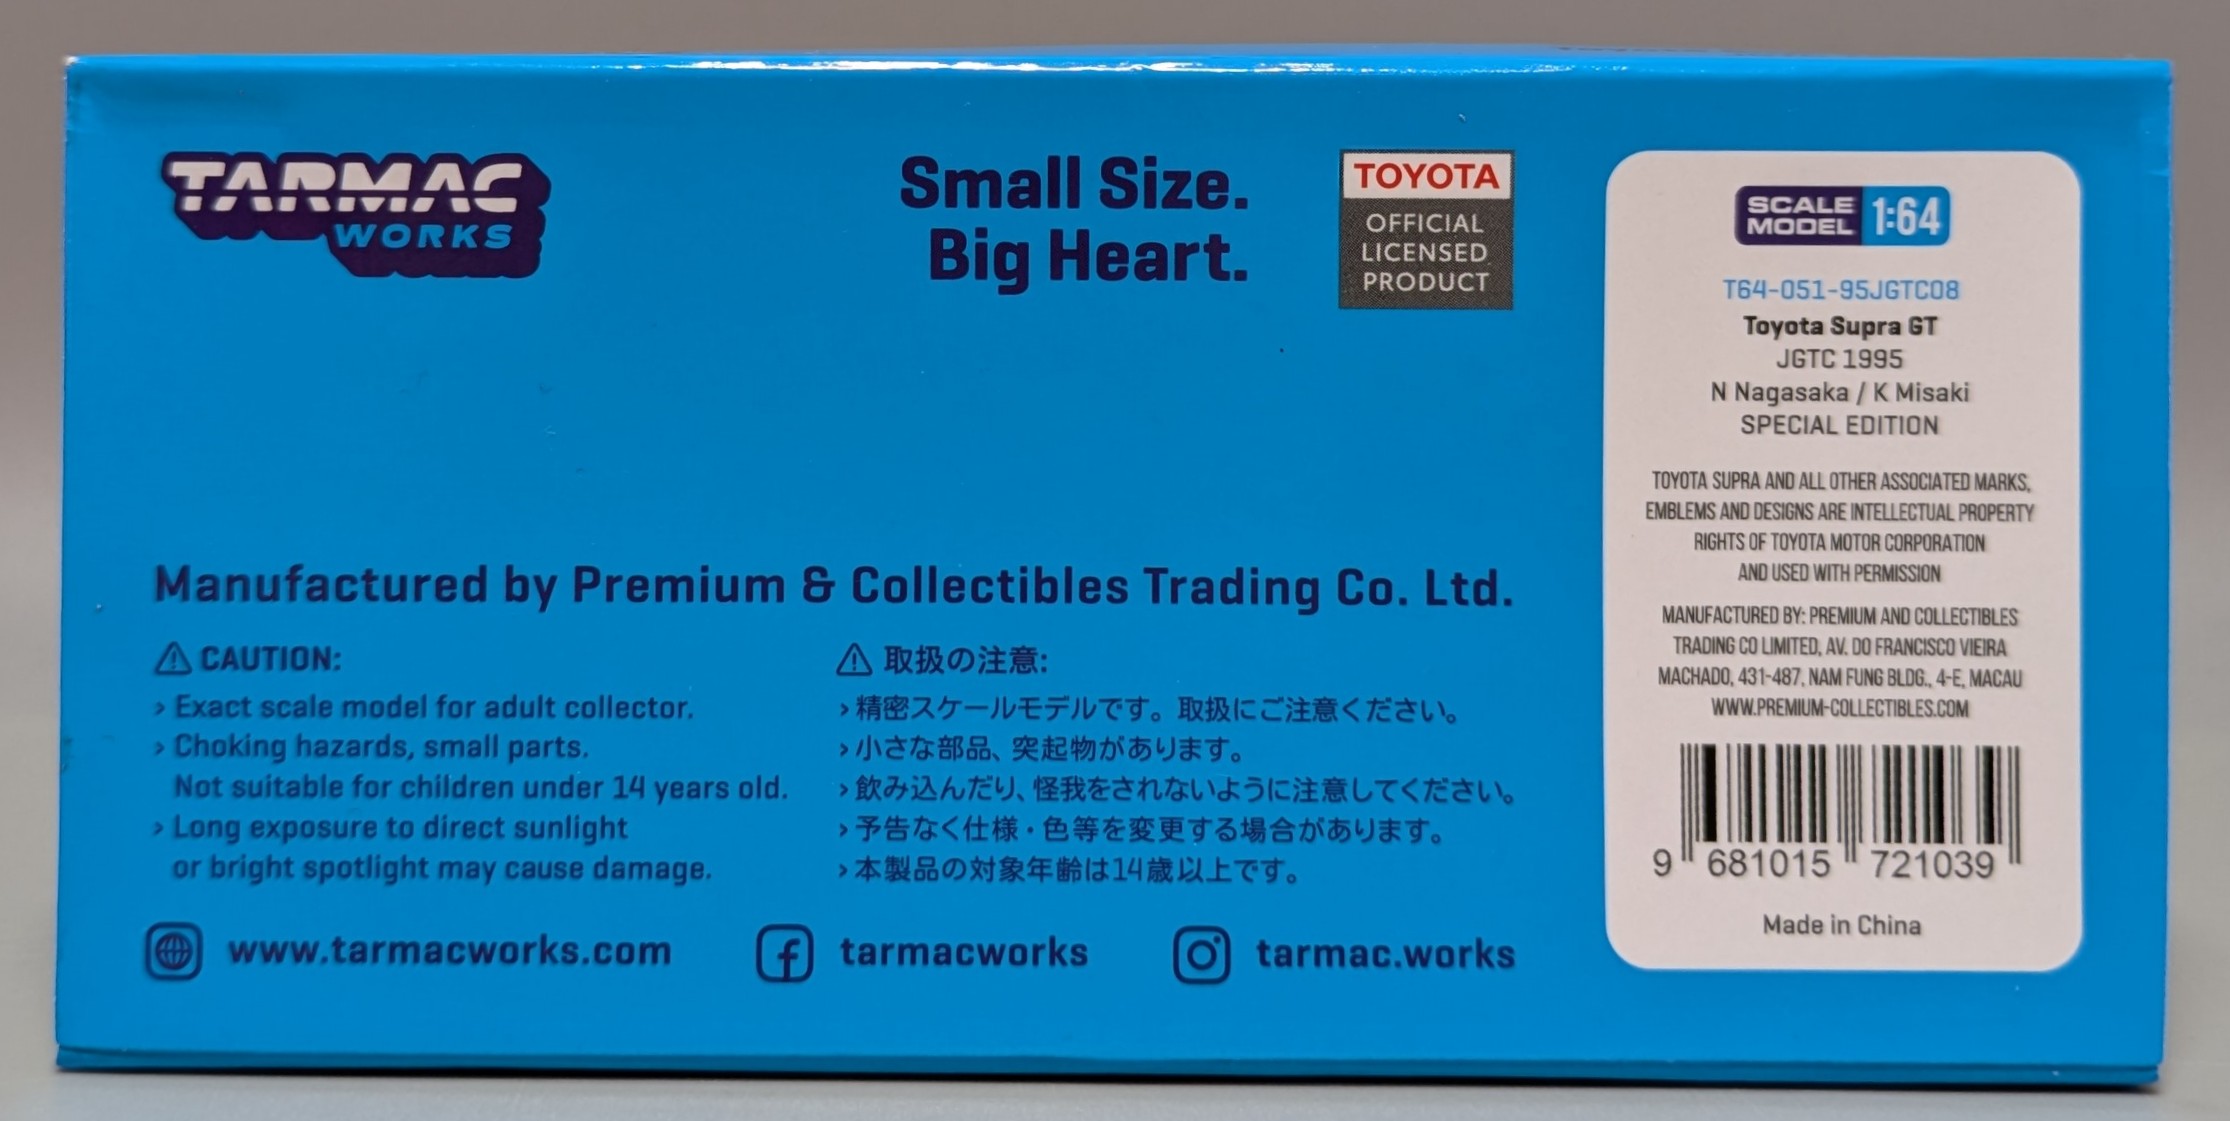 TARMAC
WORKS
Small Size.
Big Heart.
TOYOTA
OFFICIAL
LICENSED
PRODUCT
Manufactured by Premium & Collectibles Trading Co. Ltd.
CAUTION:
› Exact scale model for adult collector.
› Choking hazards, small parts.
Not suitable for children under 14 years old.
› Long exposure to direct sunlight
or bright spotlight may cause damage.
取扱の注意:
›精密スケールモデルです。取扱にご注意ください。
›小さな部品、突起物があります。
›飲み込んだり、怪我をされないように注意してください。
›予告なく仕様・色等を変更する場合があります。
›本製品の対象年齢は14歳以上です。
www.tarmacworks.com
tarmacworks
tarmac.works
SCALE
MODEL
1:64
T64-051-95JGTC08
Toyota Supra GT
JGTC 1995
N Nagasaka / K Misaki
SPECIAL EDITION
TOYOTA SUPRA AND ALL OTHER ASSOCIATED MARKS,
EMBLEMS AND DESIGNS ARE INTELLECTUAL PROPERTY
RIGHTS OF TOYOTA MOTOR CORPORATION
AND USED WITH PERMISSION
MANUFACTURED BY: PREMIUM AND COLLECTIBLES
TRADING CO LIMITED, AV. DO FRANCISCO VIEIRA
MACHADO, 431-487, NAM FUNG BLDG., 4-E, MACAU
WWW.PREMIUM-COLLECTIBLES.COM
9 681015 721039
Made in China